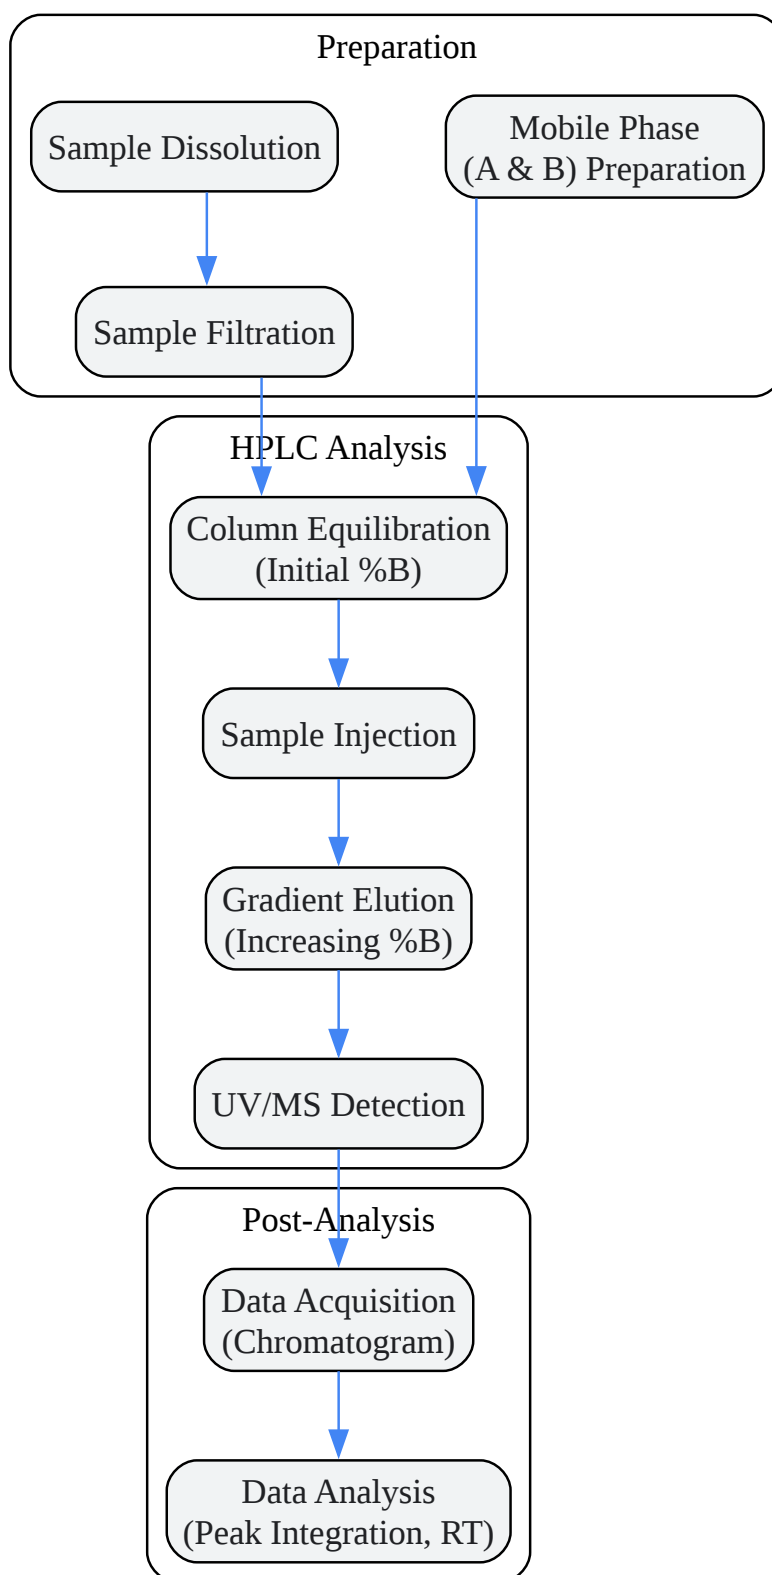 Preparation
Sample Dissolution
Mobile Phase
(A & B) Preparation
Sample Filtration
HPLC Analysis
Column Equilibration
(Initial %B)
Sample Injection
Gradient Elution
(Increasing %B)
UV/MS Detection
Post-Analysis
Data Acquisition
(Chromatogram)
Data Analysis
(Peak Integration, RT)